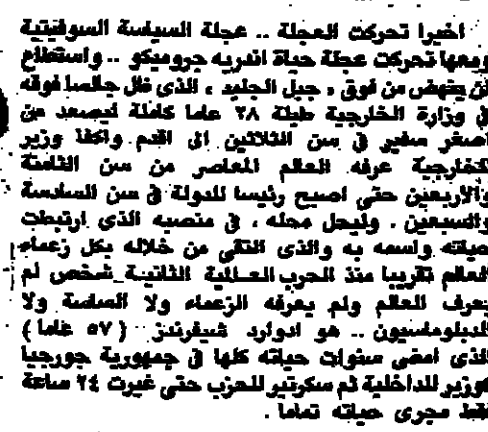 اخيرا تحركت العجلة .. عجلة السياسة السوفيتية
ومعها تحركت عجلة حياة اندريه جروميكو .. واستطاع
أن ينهض من فوق « جبل الجليد » الذى ظل جالسا فوقه
في وزارة الخارجية طيلة ٢٨ عاما كاملة ليصعد من
اصغر سفير في سن الثلاثين الى اقدم واكفا وزير
للخارجية عرفه العالم المعاصر من سن الثامنة
والأربعين حتى اصبح رئيسا للدولة في سن السادسة
والسبعين . وليحل محله ، في منصبه الذى ارتبطت
حياته واسمه به والذى التقى من خلاله بكل زعماء
العالم تقريبا منذ الحرب العالمية الثانية شخص لم
يعرف العالم ولم يعرفه الزعماء ولا الساسة ولا
الدبلوماسيون .. هو ادوارد شيفرنذر ( ٥٧ عاما )
الذى امضى سنوات حياته كلها في جمهورية جورجيا
كوزير للداخلية ثم سكرتير للحزب حتى غيرت ٢٤ ساعة
فقط مجرى حياته تماما .